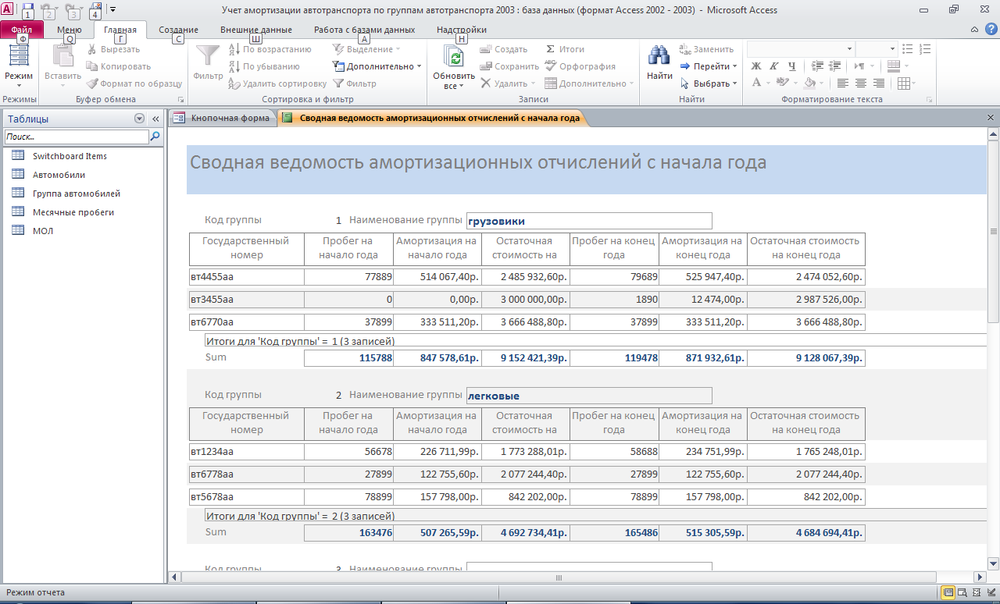 1 2 3 4
Учет амортизации автотранспорта по группам автотранспорта 2003 : база данных (формат Access 2002 - 2003) - Microsoft Access
Файл Меню Главная Создание Внешние данные Работа с базами данных Надстройки
Ф Q Г С Ш А Н
Режим
Режимы
Вставить
Вырезать
Копировать
Формат по образцу
Буфер обмена
Фильтр
По возрастанию
По убыванию
Удалить сортировку
Выделение
Дополнительно
Фильтр
Сортировка и фильтр
Обновить
все
Создать
Сохранить
Удалить
Итоги
Орфография
Дополнительно
Записи
Найти
Заменить
Перейти
Выбрать
Найти
Ж К Ч
А
Форматирование текста
Таблицы
Поиск...
Switchboard Items
Автомобили
Группа автомобилей
Месячные пробеги
МОЛ
Кнопочная форма Сводная ведомость амортизационных отчислений с начала года
Сводная ведомость амортизационных отчислений с начала года
Код группы 1 Наименование группы грузовики
Государственный Пробег на Амортизация на Остаточная Пробег на конец Амортизация на Остаточная стоимость
номер начало года начало года стоимость на года конец года на конец года
вт4455аа 77889 514 067,40р. 2 485 932,60р. 79689 525 947,40р. 2 474 052,60р.
вт3455аа 0 0,00р. 3 000 000,00р. 1890 12 474,00р. 2 987 526,00р.
вт6770аа 37899 333 511,20р. 3 666 488,80р. 37899 333 511,20р. 3 666 488,80р.
Итоги для 'Код группы' = 1 (3 записей)
Sum 115788 847 578,61р. 9 152 421,39р. 119478 871 932,61р. 9 128 067,39р.
Код группы 2 Наименование группы легковые
Государственный Пробег на Амортизация на Остаточная Пробег на конец Амортизация на Остаточная стоимость
номер начало года начало года стоимость на года конец года на конец года
вт1234аа 56678 226 711,99р. 1 773 288,01р. 58688 234 751,99р. 1 765 248,01р.
вт6778аа 27899 122 755,60р. 2 077 244,40р. 27899 122 755,60р. 2 077 244,40р.
вт5678аа 78899 157 798,00р. 842 202,00р. 78899 157 798,00р. 842 202,00р.
Итоги для 'Код группы' = 2 (3 записей)
Sum 163476 507 265,59р. 4 692 734,41р. 165486 515 305,59р. 4 684 694,41р.
Код группы 3 Наименование группы
Режим отчета